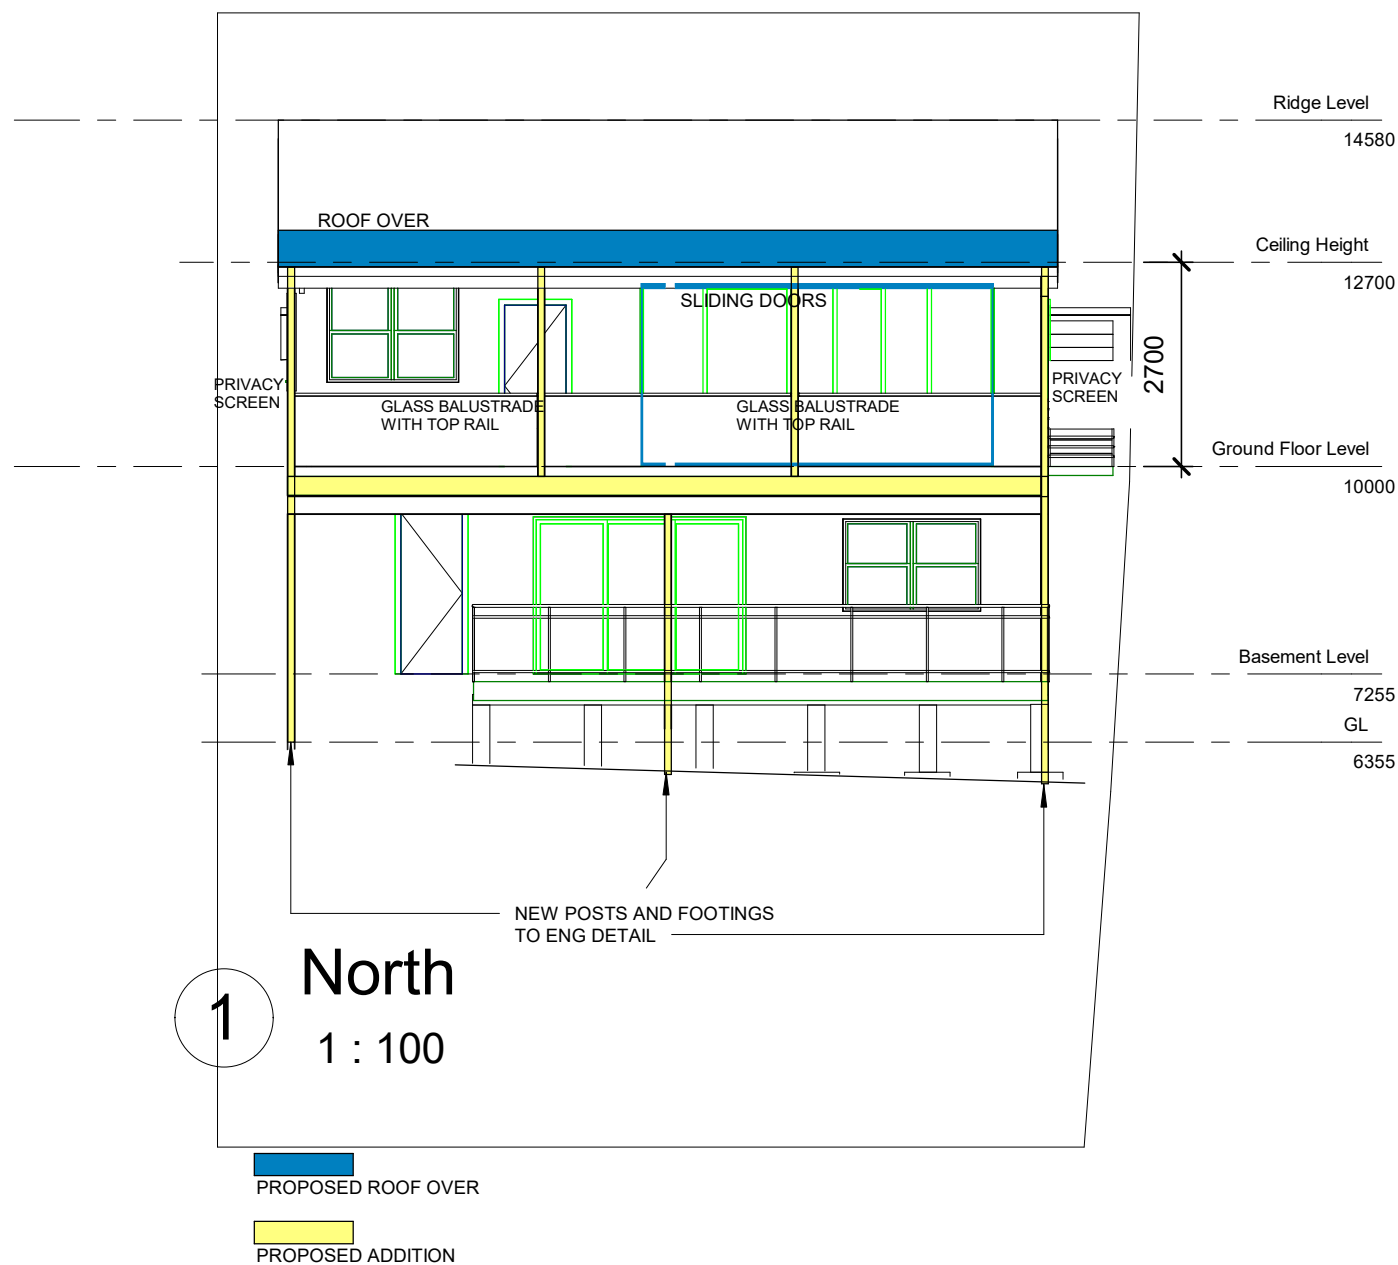 Ridge Level
14580
ROOF OVER
Ceiling Height
12700
SLIDING DOORS
2700
PRIVACY
SCREEN
GLASS BALUSTRADE
WITH TOP RAIL
GLASS BALUSTRADE
WITH TOP RAIL
PRIVACY
SCREEN
Ground Floor Level
10000
Basement Level
7255
GL
6355
NEW POSTS AND FOOTINGS
TO ENG DETAIL
1
North
1 : 100
PROPOSED ROOF OVER
PROPOSED ADDITION